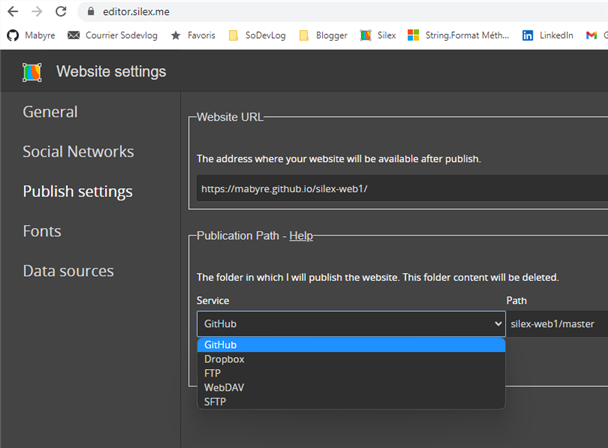 editor.silex.me
Mabyre
Courrier Sodevlog
Favoris
SoDevLog
Blogger
Silex
String.Format Méth...
LinkedIn
G
Website settings
General
Social Networks
Publish settings
Fonts
Data sources
Website URL
The address where your website will be available after publish.
https://mabyre.github.io/silex-web1/
Publication Path - Help
The folder in which I will publish the website. This folder content will be deleted.
Service
Path
GitHub
silex-web1/master
GitHub
Dropbox
FTP
WebDAV
SFTP